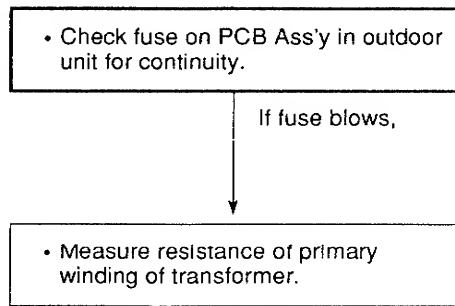 • Check fuse on PCB Ass'y in outdoor
unit for continuity.
If fuse blows,
• Measure resistance of primary
winding of transformer.